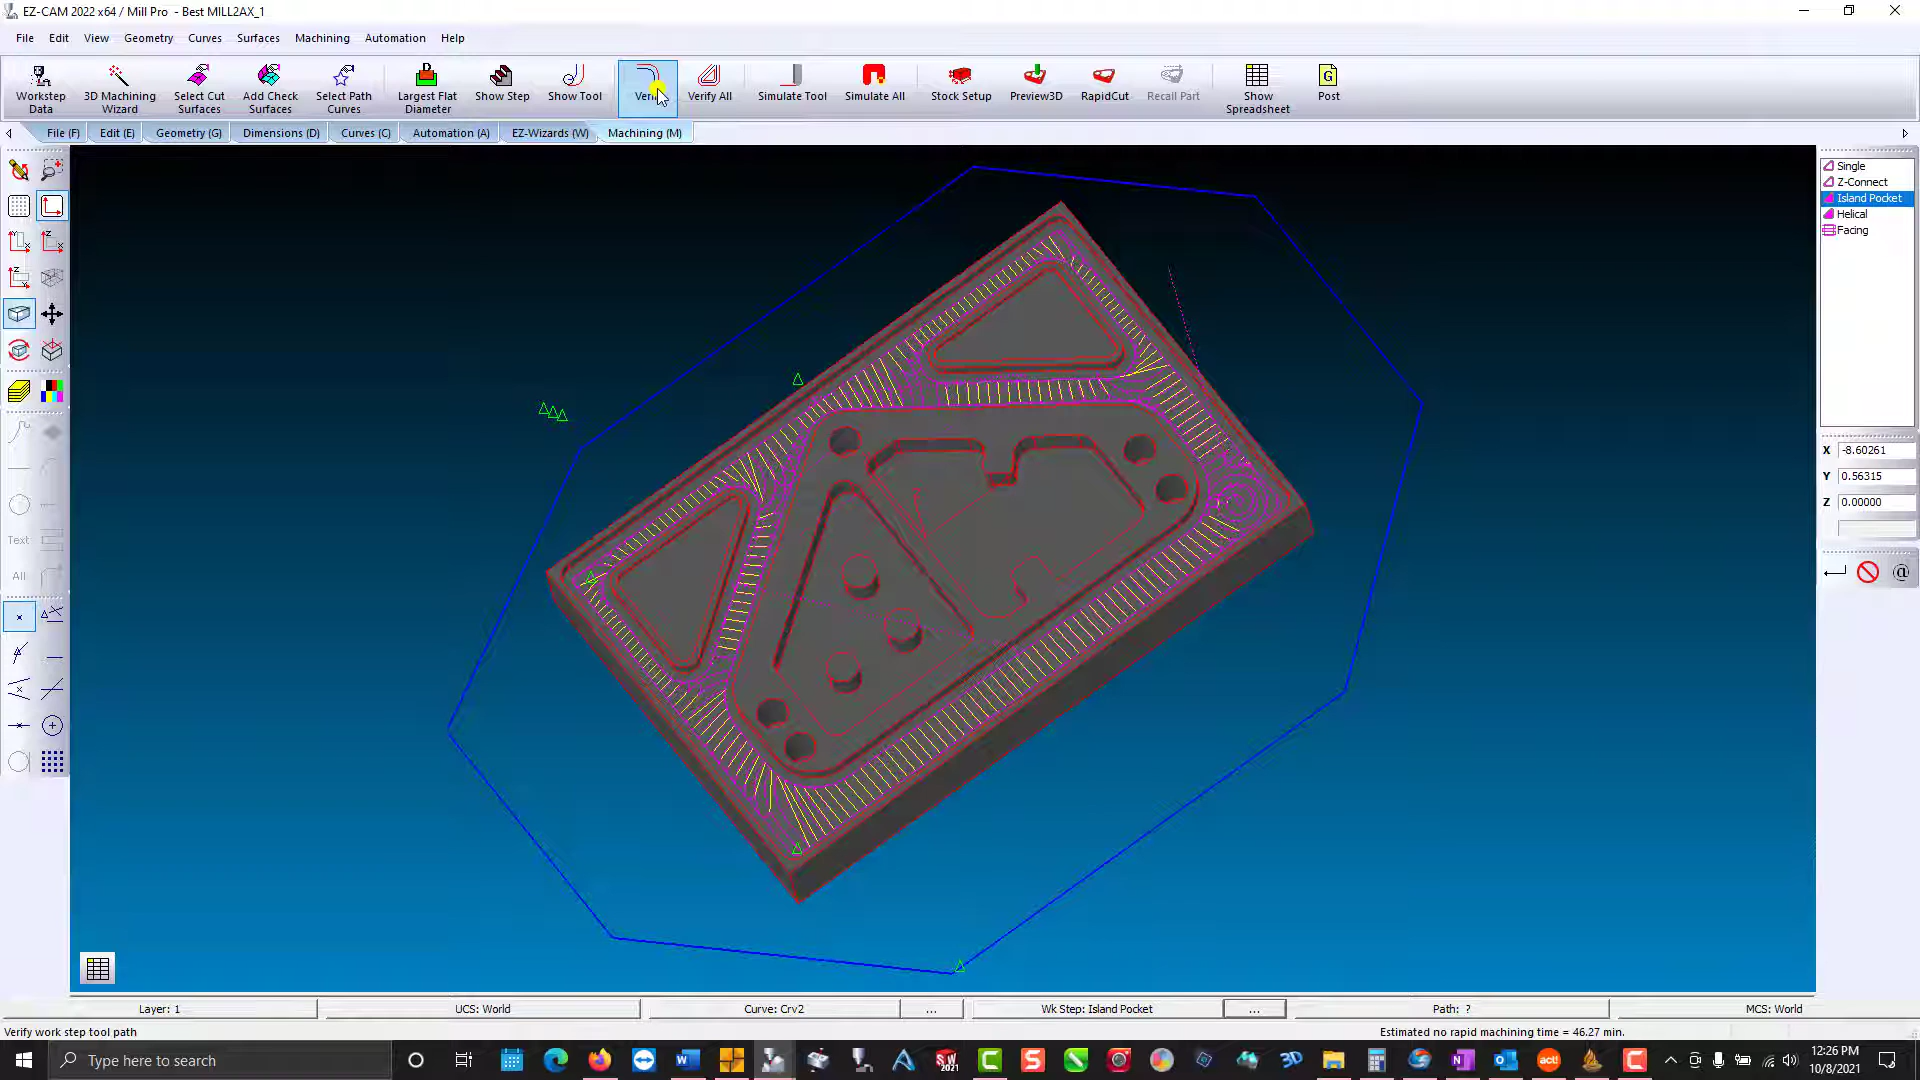 EZ-CAM 2022 x64 / Mill Pro - Best MILL2AX_1
File Edit View Geometry Curves Surfaces Machining Automation Help
Workstep Data
3D Machining Wizard
Select Cut Surfaces
Add Check Surfaces
Select Path Curves
Largest Flat Diameter
Show Step
Show Tool
Verify All
Simulate Tool
Simulate All
Stock Setup
Preview3D
RapidCut
Recall Part
Show Spreadsheet
Post
File (F) Edit (E) Geometry (G) Dimensions (D) Curves (C) Automation (A) EZ-Wizards (W) Machining (M)
Single
Z-Connect
Island Pocket
Helical
Facing
X -8.60261
Y 0.56315
Z 0.00000
Text
All
Layer: 1 UCS: World Curve: Crv2 ... Wk Step: Island Pocket ... Path: ? MCS: World
Verify work step tool path Estimated no rapid machining time = 46.27 min.
Type here to search
12:26 PM
10/8/2021